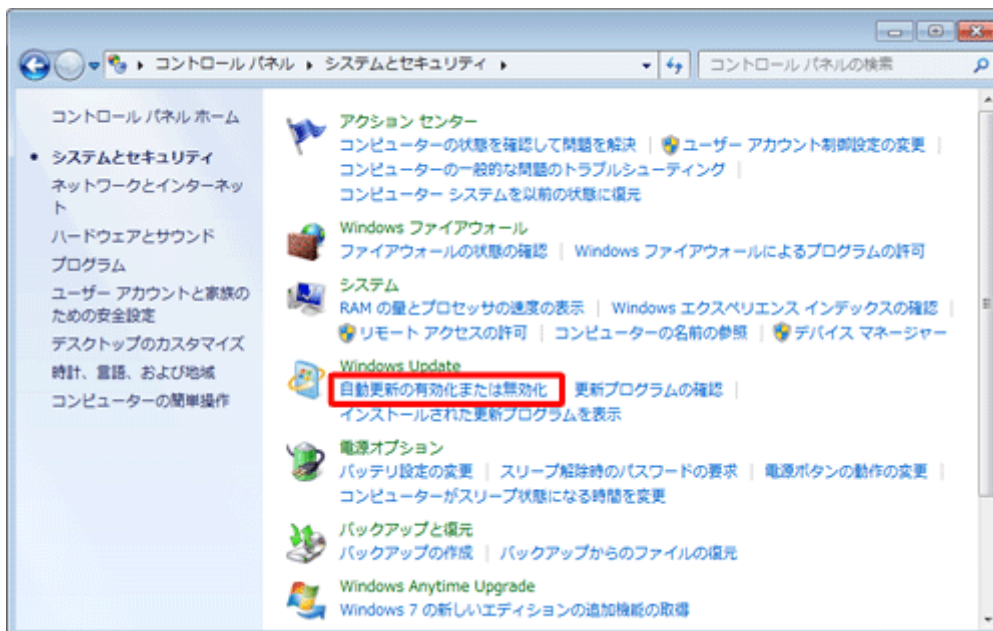 コントロール パネル ▸ システムとセキュリティ ▸
コントロール パネルの検索
コントロール パネル ホーム
システムとセキュリティ
ネットワークとインターネッ
ト
ハードウェアとサウンド
プログラム
ユーザー アカウントと家族の
ための安全設定
デスクトップのカスタマイズ
時計、言語、および地域
コンピューターの簡単操作
アクション センター
コンピューターの状態を確認して問題を解決 | ユーザー アカウント制御設定の変更 |
コンピューターの一般的な問題のトラブルシューティング |
コンピューター システムを以前の状態に復元
Windows ファイアウォール
ファイアウォールの状態の確認 | Windows ファイアウォールによるプログラムの許可
システム
RAM の量とプロセッサの速度の表示 | Windows エクスペリエンス インデックスの確認 |
リモート アクセスの許可 | コンピューターの名前の参照 | デバイス マネージャー
Windows Update
自動更新の有効化または無効化 更新プログラムの確認 |
インストールされた更新プログラムを表示
電源オプション
バッテリ設定の変更 | スリープ解除時のパスワードの要求 | 電源ボタンの動作の変更 |
コンピューターがスリープ状態になる時間を変更
バックアップと復元
バックアップの作成 | バックアップからのファイルの復元
Windows Anytime Upgrade
Windows 7 の新しいエディションの追加機能の取得